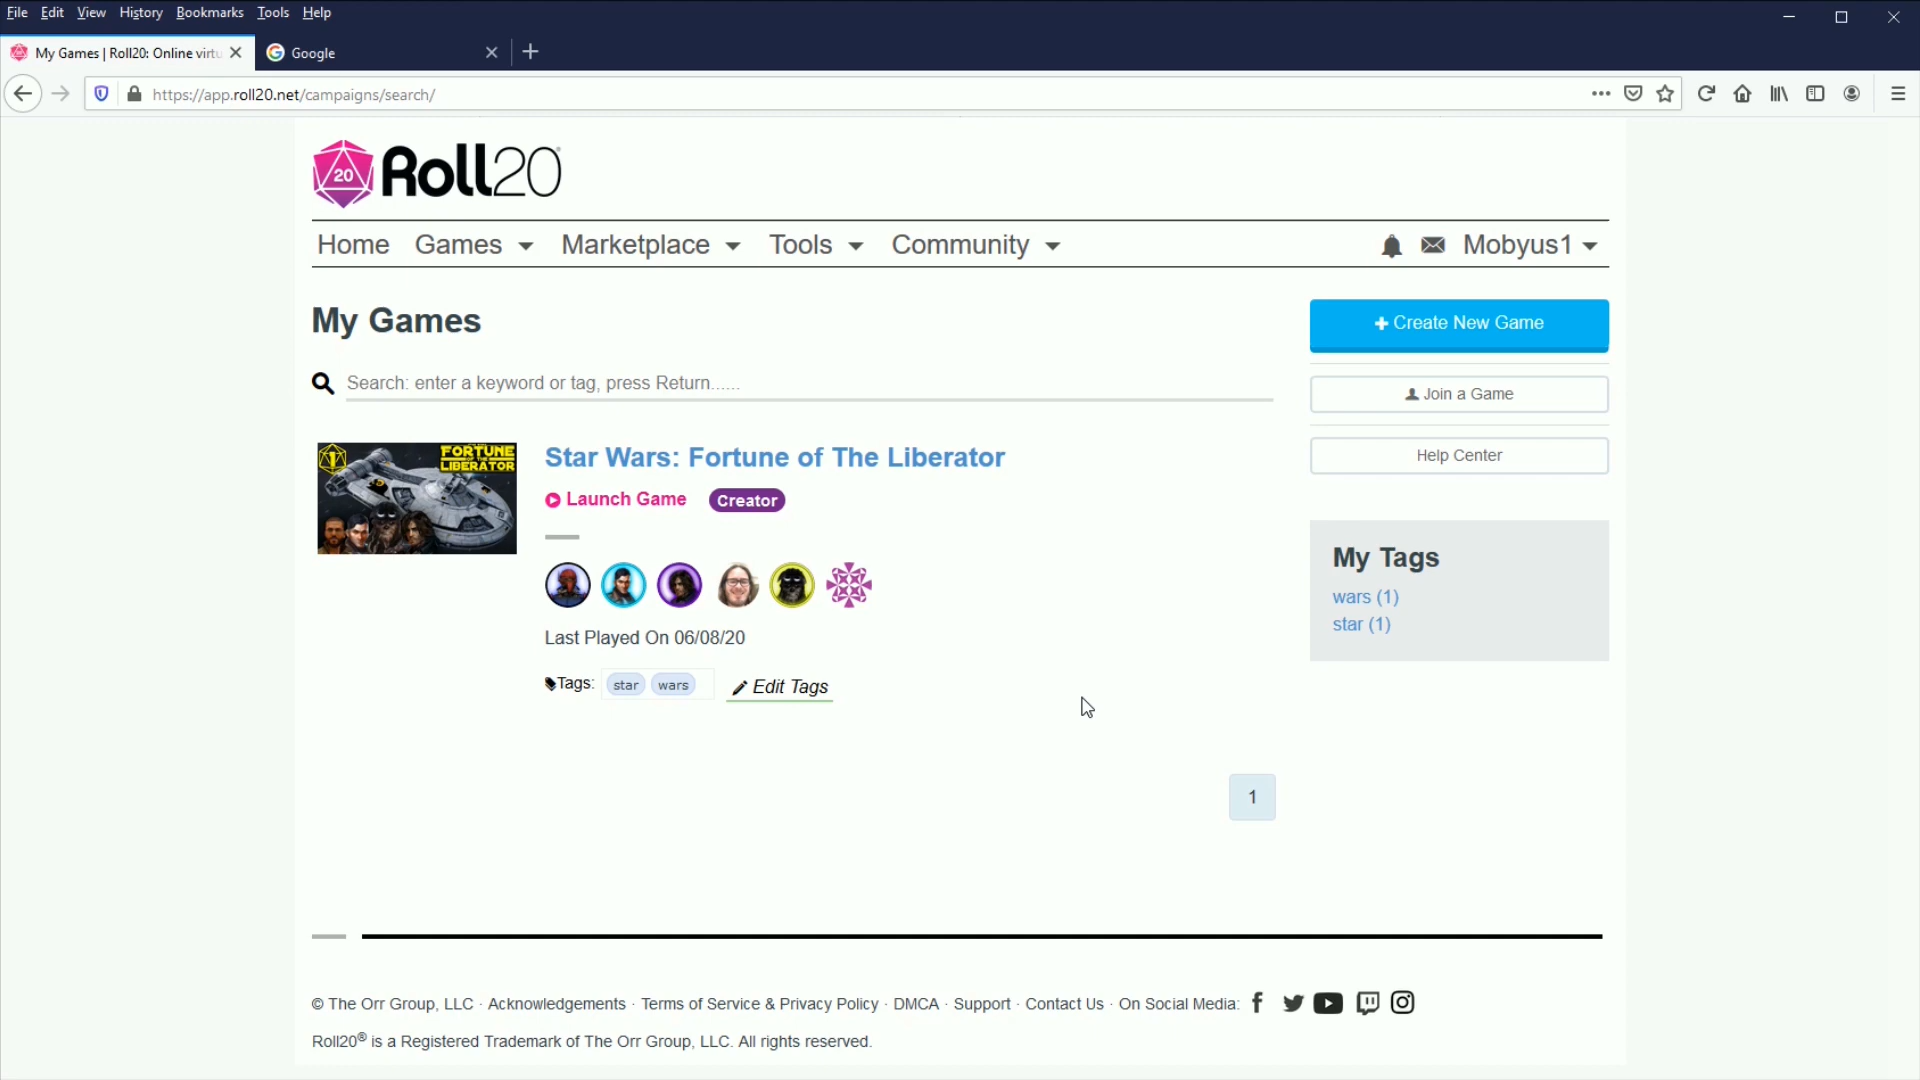 File Edit View History Bookmarks Tools Help
My Games | Roll20: Online virtu
Google
https://app.roll20.net/campaigns/search/
20 Roll20®
Home Games Marketplace Tools Community Mobyus1
My Games
+ Create New Game
Search: enter a keyword or tag, press Return......
Join a Game
Help Center
FORTUNE
LIBERATOR
Star Wars: Fortune of The Liberator
Launch Game Creator
My Tags
wars (1)
star (1)
Last Played On 06/08/20
Tags: star wars Edit Tags
1
© The Orr Group, LLC · Acknowledgements · Terms of Service & Privacy Policy · DMCA · Support · Contact Us · On Social Media:
Roll20® is a Registered Trademark of The Orr Group, LLC. All rights reserved.